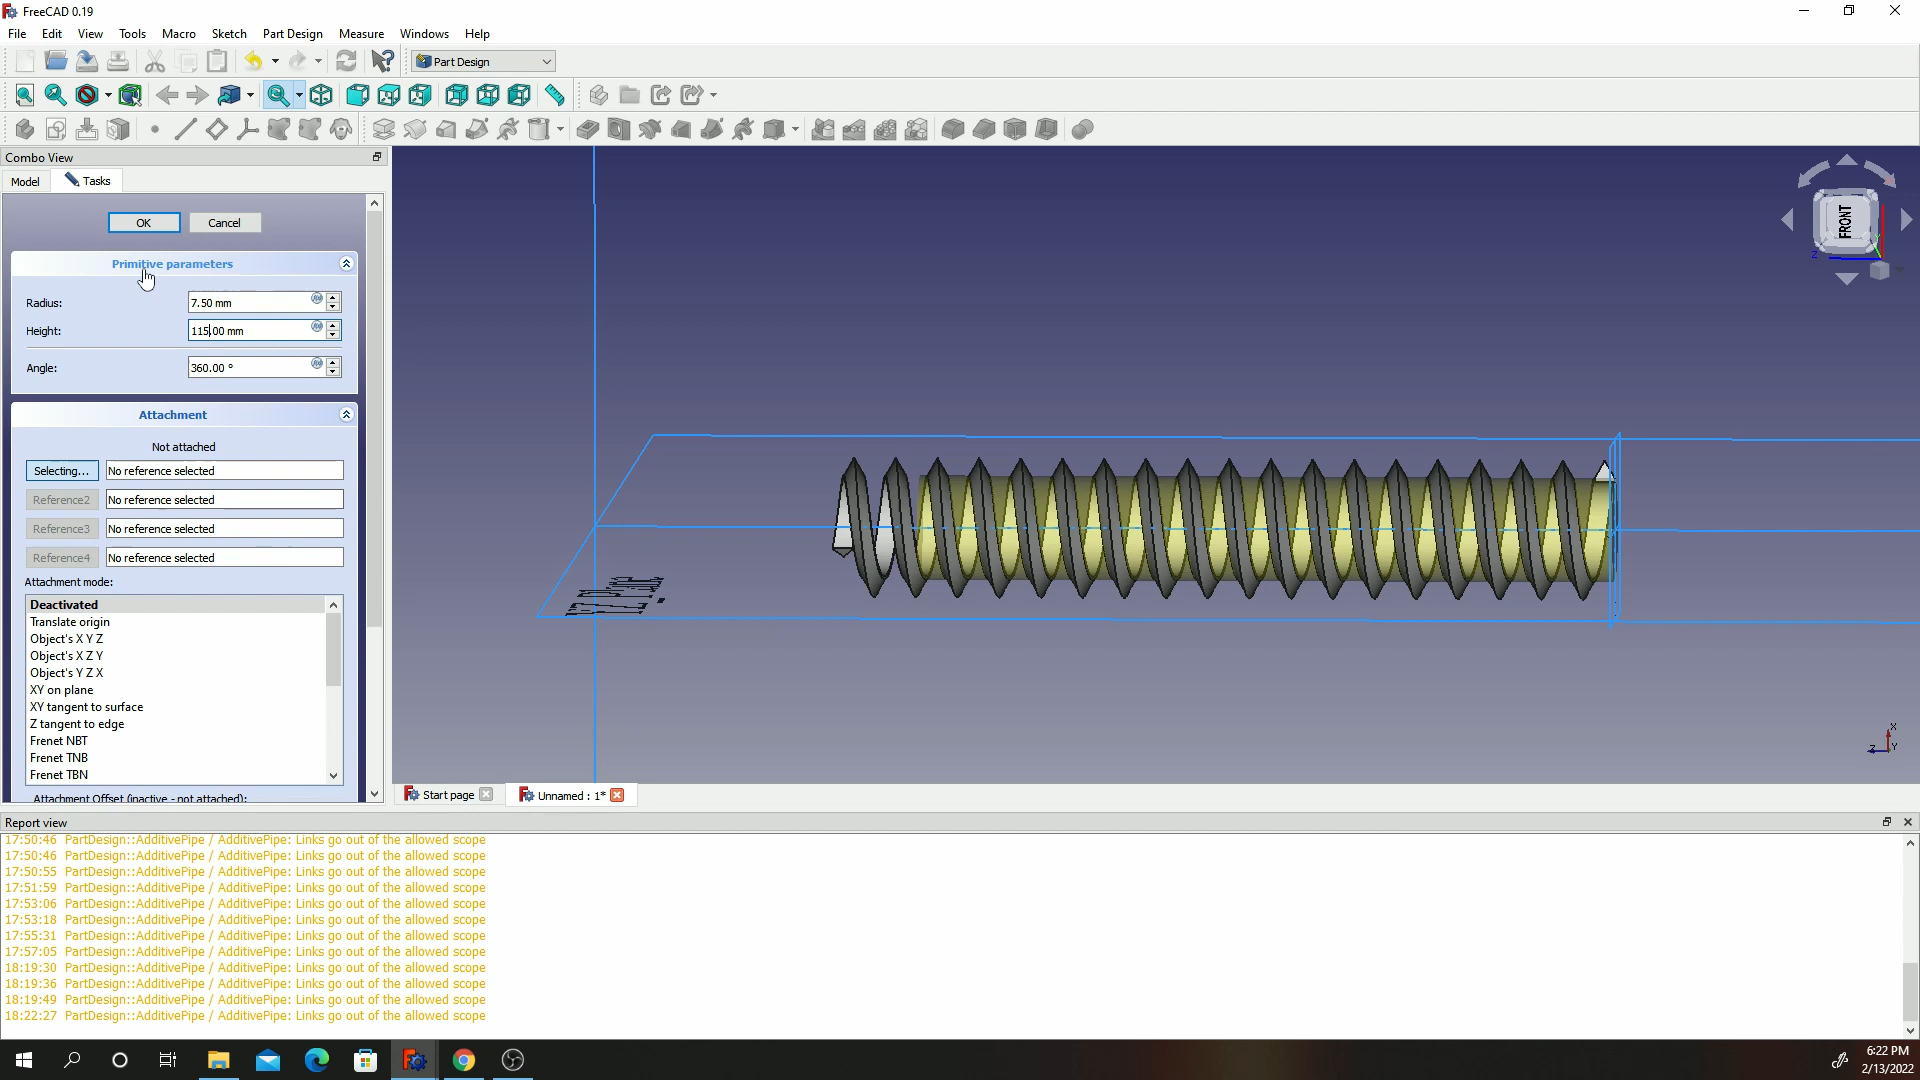 FreeCAD 0.19
File Edit View Tools Macro Sketch Part Design Measure Windows Help
Part Design
Combo View
Model Tasks
OK Cancel
Primitive parameters
Radius: 7.50 mm
Height: 115.00 mm
Angle: 360.00 °
Attachment
Not attached
Selecting... No reference selected
Reference2 No reference selected
Reference3 No reference selected
Reference4 No reference selected
Attachment mode:
Deactivated
Translate origin
Object's X Y Z
Object's X Z Y
Object's Y Z X
XY on plane
XY tangent to surface
Z tangent to edge
Frenet NBT
Frenet TNB
Frenet TBN
Attachment Offset (inactive - not attached):
FRONT
Z
X
Z Y
Start page Unnamed : 1*
Report view
17:50:46 PartDesign::AdditivePipe / AdditivePipe: Links go out of the allowed scope
17:50:46 PartDesign::AdditivePipe / AdditivePipe: Links go out of the allowed scope
17:50:55 PartDesign::AdditivePipe / AdditivePipe: Links go out of the allowed scope
17:51:59 PartDesign::AdditivePipe / AdditivePipe: Links go out of the allowed scope
17:53:06 PartDesign::AdditivePipe / AdditivePipe: Links go out of the allowed scope
17:53:18 PartDesign::AdditivePipe / AdditivePipe: Links go out of the allowed scope
17:55:31 PartDesign::AdditivePipe / AdditivePipe: Links go out of the allowed scope
17:57:05 PartDesign::AdditivePipe / AdditivePipe: Links go out of the allowed scope
18:19:30 PartDesign::AdditivePipe / AdditivePipe: Links go out of the allowed scope
18:19:36 PartDesign::AdditivePipe / AdditivePipe: Links go out of the allowed scope
18:19:49 PartDesign::AdditivePipe / AdditivePipe: Links go out of the allowed scope
18:22:27 PartDesign::AdditivePipe / AdditivePipe: Links go out of the allowed scope
6:22 PM
2/13/2022